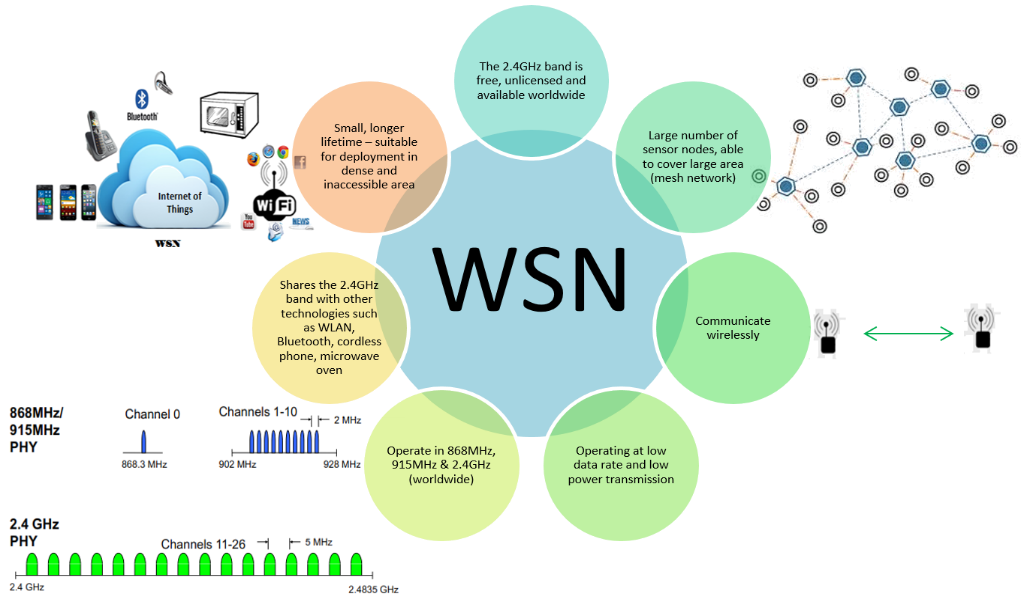 The 2.4GHz band is
free, unlicensed and
available worldwide
Small, longer
lifetime – suitable
for deployment in
dense and
inaccessible area
Large number of
sensor nodes, able
to cover large area
(mesh network)
Bluetooth
Internet of
Things
WSN
WiFi
You
Tube
NEWS
WSN
Shares the 2.4GHz
band with other
technologies such
as WLAN,
Bluetooth, cordless
phone, microwave
oven
Communicate
wirelessly
Operate in 868MHz,
915MHz & 2.4GHz
(worldwide)
Operating at low
data rate and low
power transmission
868MHz/
915MHz
PHY
Channel 0
868.3 MHz
Channels 1-10
2 MHz
902 MHz
928 MHz
2.4 GHz
PHY
Channels 11-26
5 MHz
2.4 GHz
2.4835 GHz